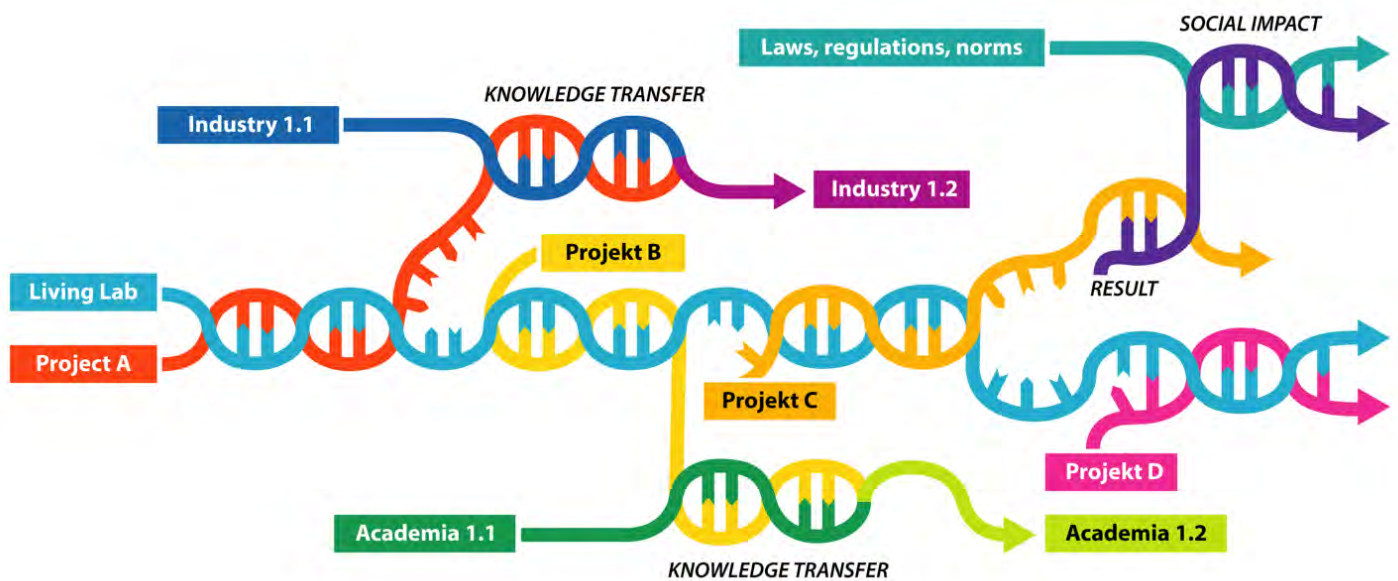 SOCIAL IMPACT
Laws, regulations, norms
KNOWLEDGE TRANSFER
Industry 1.1
Industry 1.2
Projekt B
Living Lab
RESULT
Project A
Projekt C
Projekt D
Academia 1.1
Academia 1.2
KNOWLEDGE TRANSFER